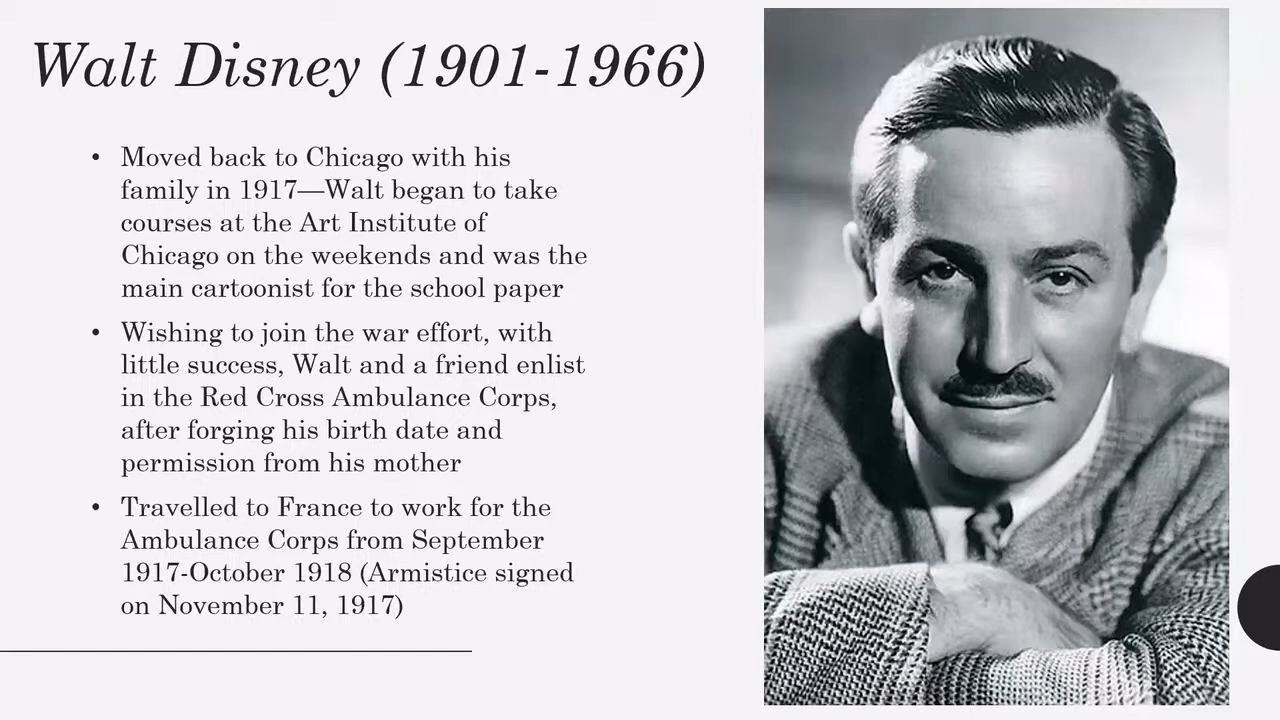 Walt Disney (1901-1966)
• Moved back to Chicago with his
family in 1917—Walt began to take
courses at the Art Institute of
Chicago on the weekends and was the
main cartoonist for the school paper
• Wishing to join the war effort, with
little success, Walt and a friend enlist
in the Red Cross Ambulance Corps,
after forging his birth date and
permission from his mother
• Travelled to France to work for the
Ambulance Corps from September
1917-October 1918 (Armistice signed
on November 11, 1917)